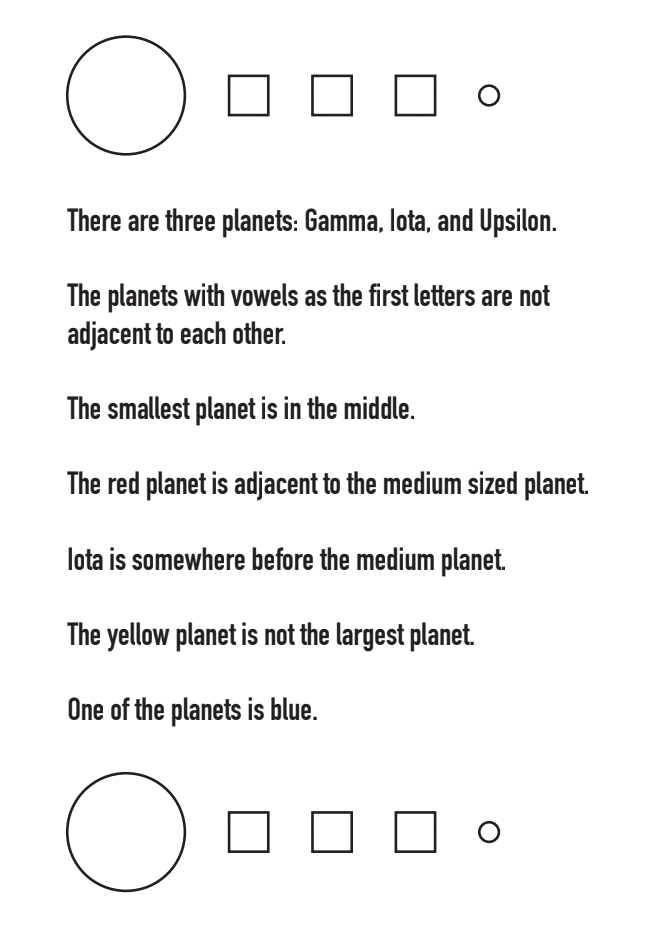 There are three planets: Gamma, Iota, and Upsilon.
The planets with vowels as the first letters are not
adjacent to each other.
The smallest planet is in the middle.
The red planet is adjacent to the medium sized planet.
Iota is somewhere before the medium planet.
The yellow planet is not the largest planet.
One of the planets is blue.